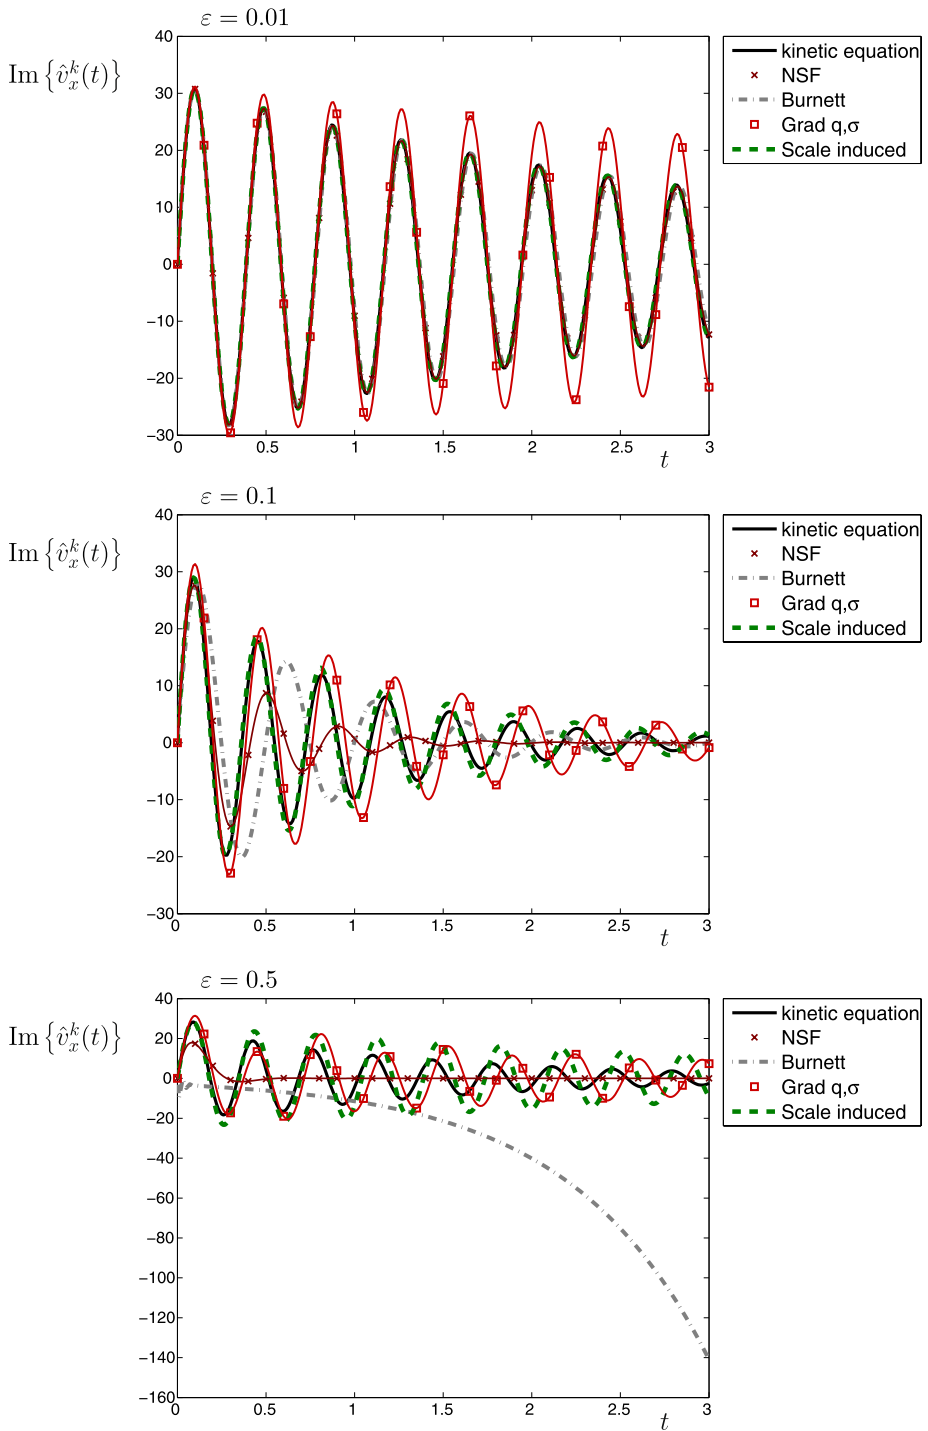 ε = 0.01
Im {v̂ₓᵏ(t)}
40
30
20
10
0
−10
−20
−30
0 0.5 1 1.5 2 2.5 3
t
kinetic equation
NSF
Burnett
Grad q,σ
Scale induced
ε = 0.1
Im {v̂ₓᵏ(t)}
40
30
20
10
0
−10
−20
−30
0 0.5 1 1.5 2 2.5 3
t
kinetic equation
NSF
Burnett
Grad q,σ
Scale induced
ε = 0.5
Im {v̂ₓᵏ(t)}
40
20
0
−20
−40
−60
−80
−100
−120
−140
−160
0 0.5 1 1.5 2 2.5 3
t
kinetic equation
NSF
Burnett
Grad q,σ
Scale induced